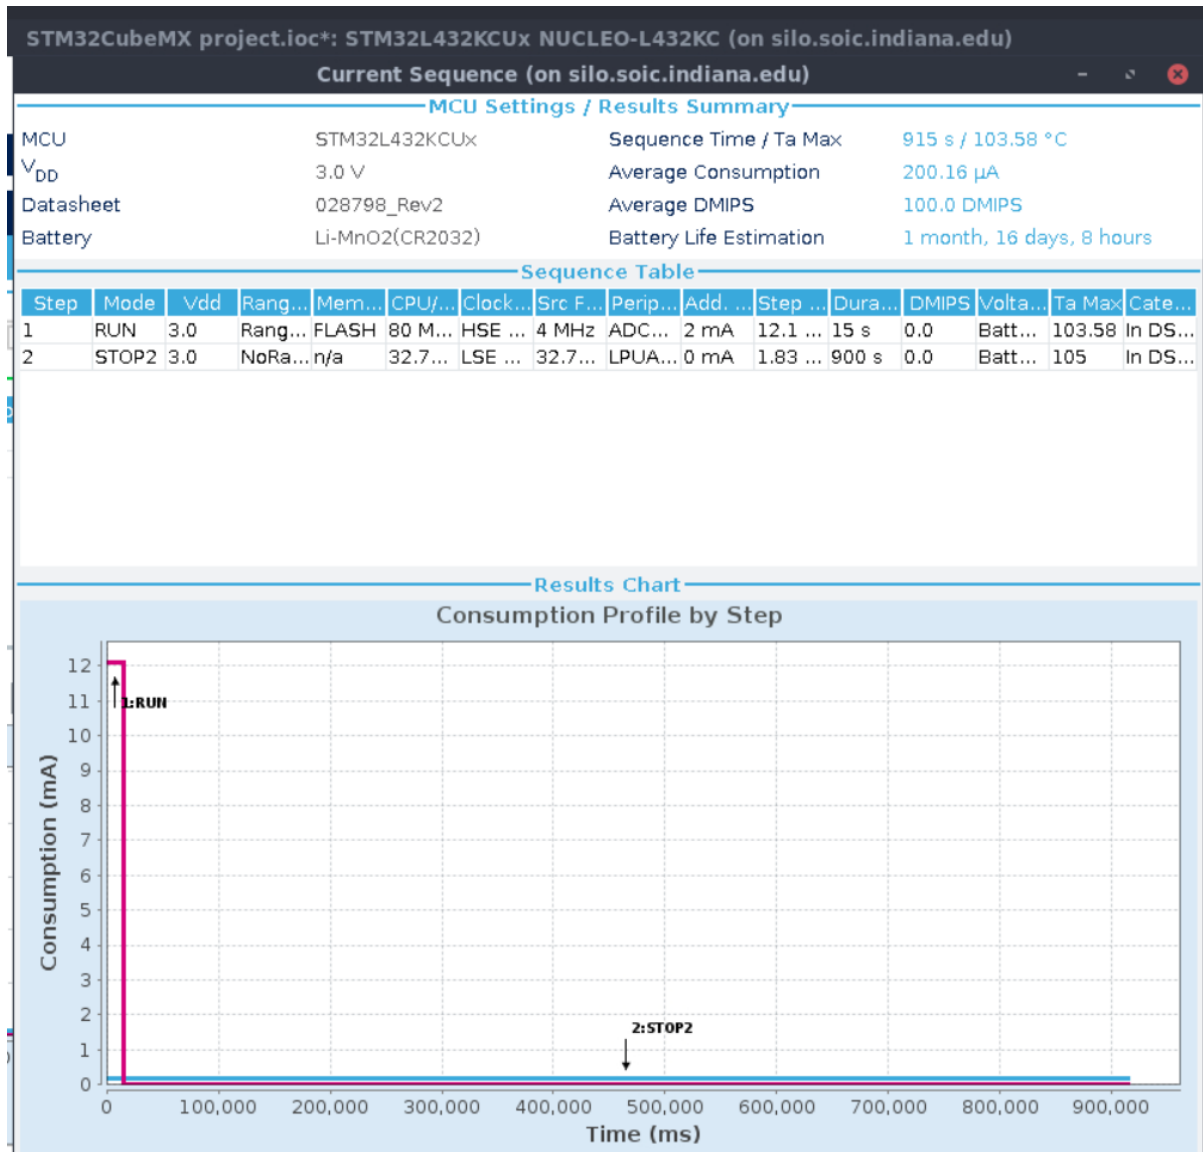 STM32CubeMX project.ioc*: STM32L432KCUx NUCLEO-L432KC (on silo.soic.indiana.edu)
Current Sequence (on silo.soic.indiana.edu)
MCU Settings / Results Summary
MCU STM32L432KCUx Sequence Time / Ta Max 915 s / 103.58 °C
VDD 3.0 V Average Consumption 200.16 µA
Datasheet 028798_Rev2 Average DMIPS 100.0 DMIPS
Battery Li-MnO2(CR2032) Battery Life Estimation 1 month, 16 days, 8 hours
Sequence Table
Step Mode Vdd Rang... Mem... CPU/... Clock... Src F... Perip... Add. ... Step ... Dura... DMIPS Volta... Ta Max Cate...
1 RUN 3.0 Rang... FLASH 80 M... HSE ... 4 MHz ADC... 2 mA 12.1 ... 15 s 0.0 Batt... 103.58 In DS...
2 STOP2 3.0 NoRa... n/a 32.7... LSE ... 32.7... LPUA... 0 mA 1.83 ... 900 s 0.0 Batt... 105 In DS...
Results Chart
Consumption Profile by Step
12
11
10
9
8
7
6
5
4
3
2
1
0
Consumption (mA)
1:RUN
2:STOP2
0 100,000 200,000 300,000 400,000 500,000 600,000 700,000 800,000 900,000
Time (ms)